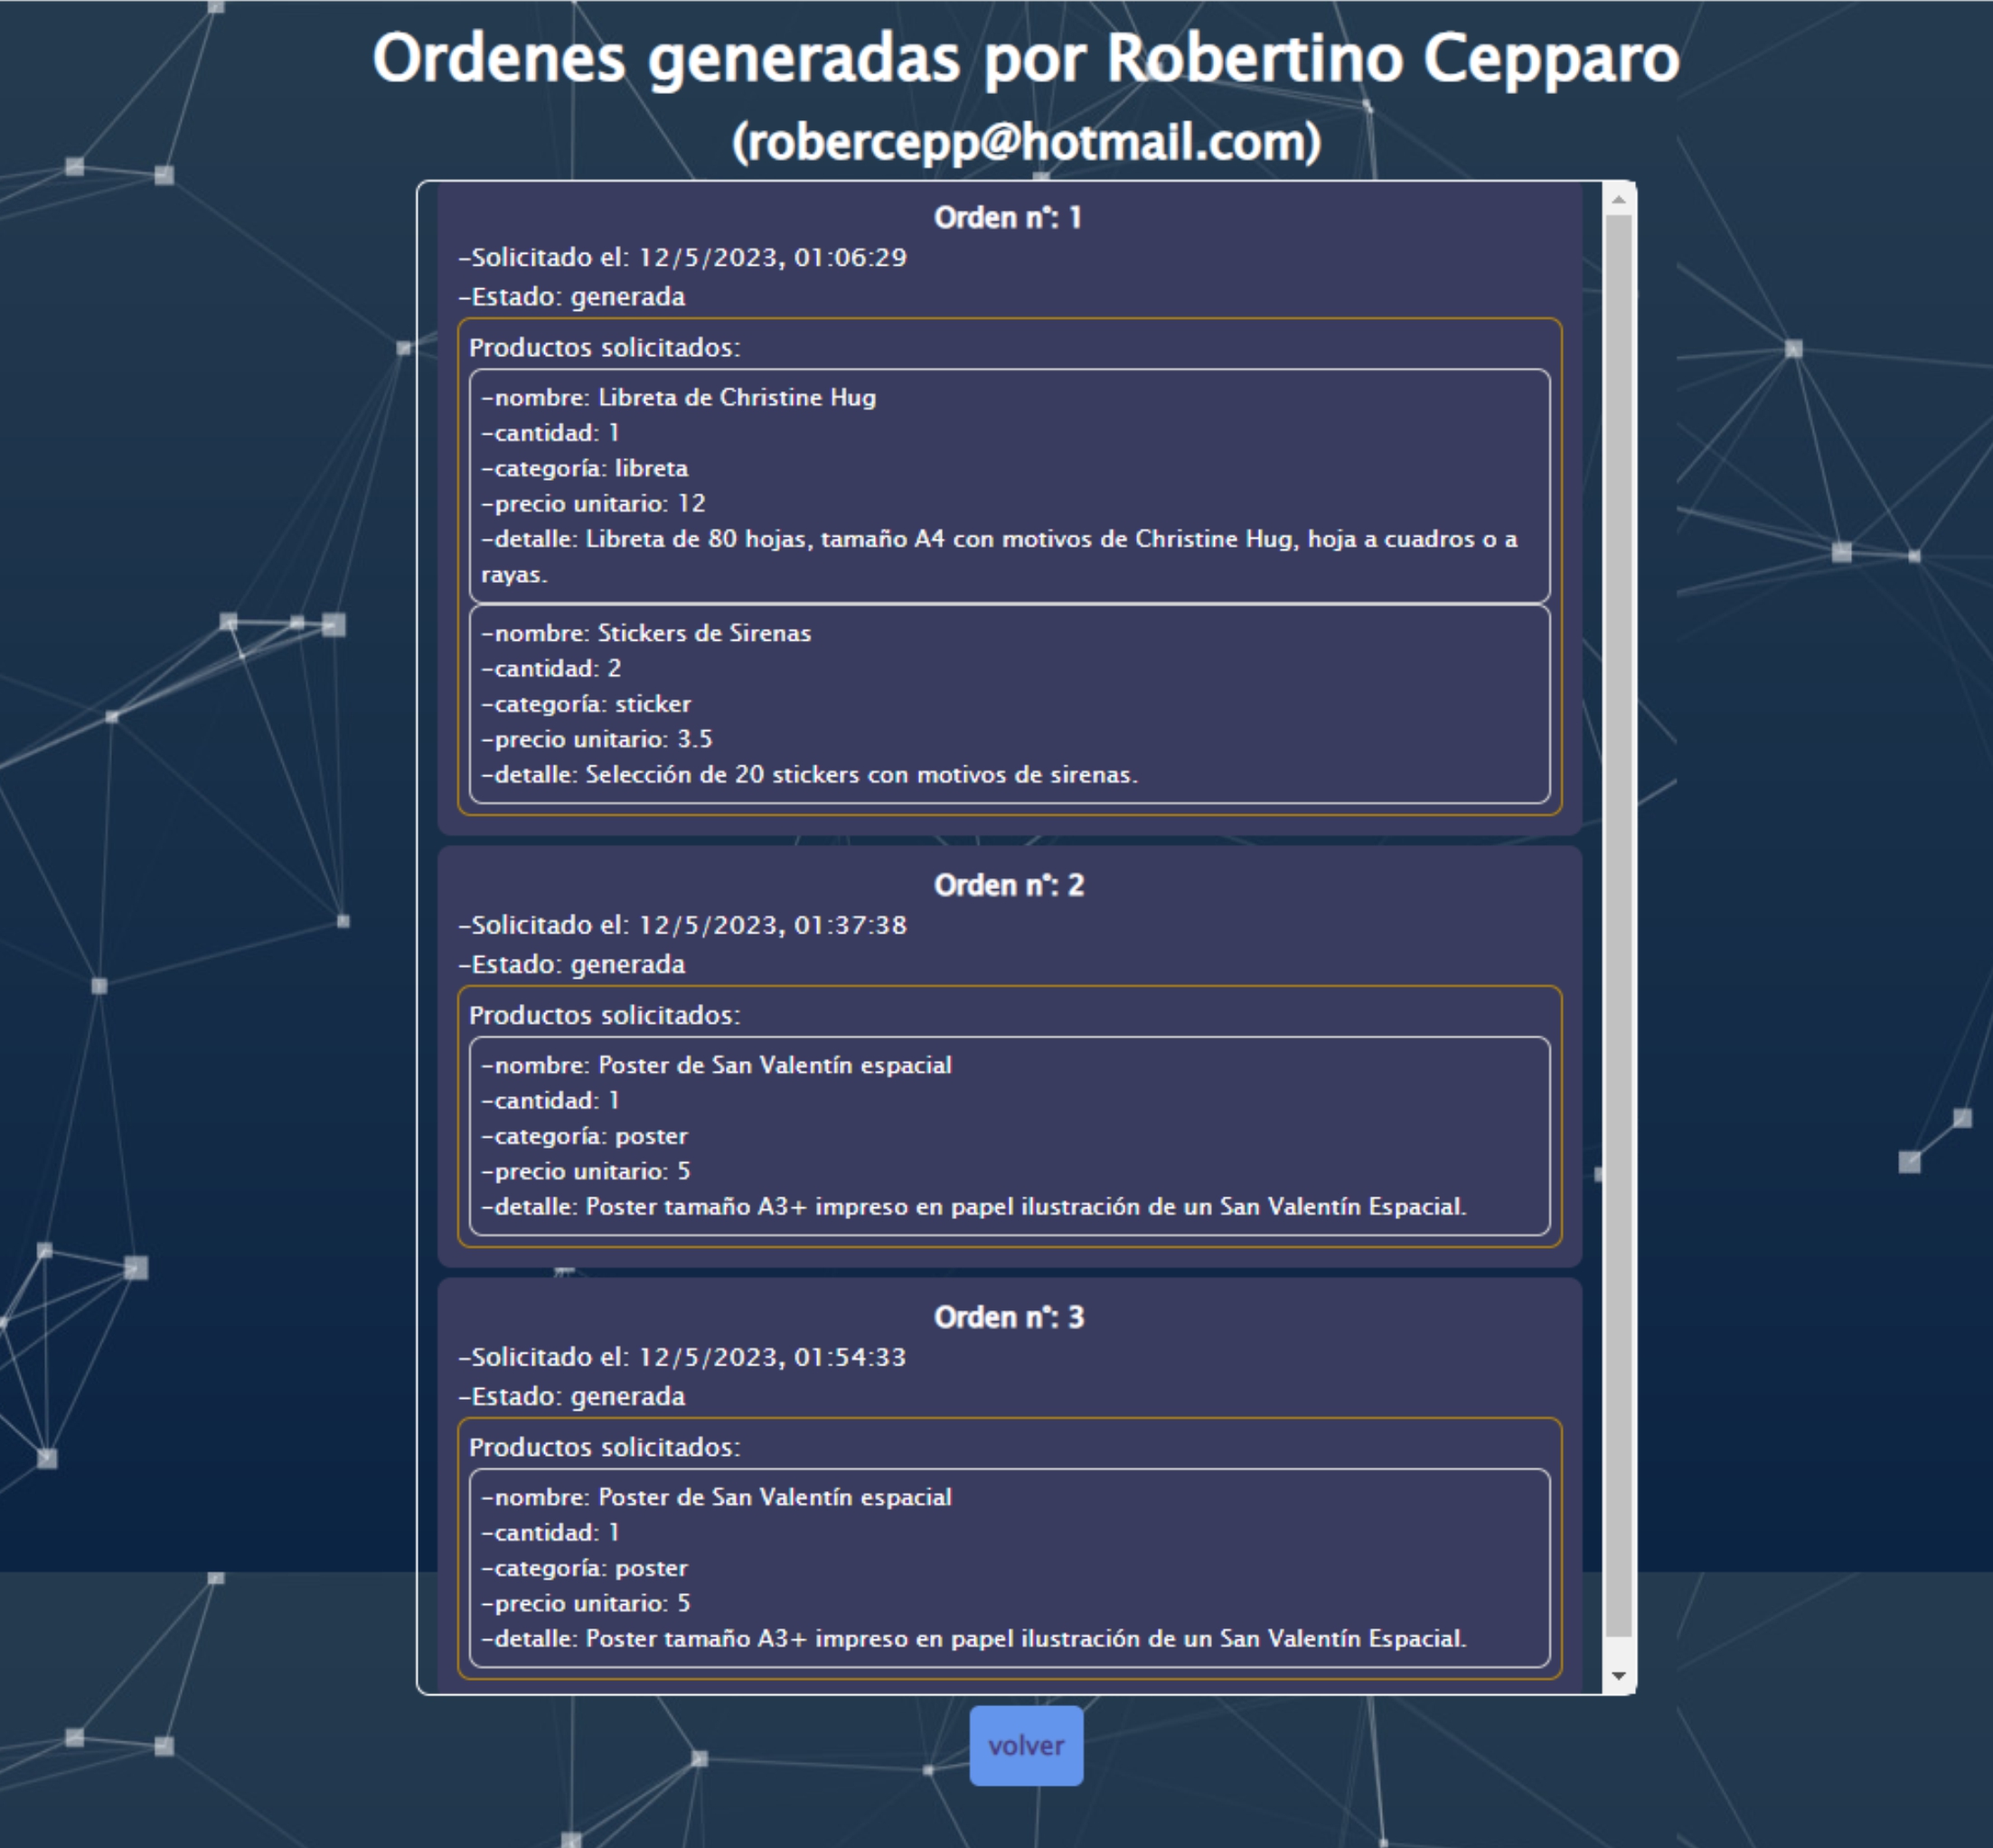 Ordenes generadas por Robertino Cepparo
(robercepp@hotmail.com)
Orden n°: 1
-Solicitado el: 12/5/2023, 01:06:29
-Estado: generada
Productos solicitados:
-nombre: Libreta de Christine Hug
-cantidad: 1
-categoría: libreta
-precio unitario: 12
-detalle: Libreta de 80 hojas, tamaño A4 con motivos de Christine Hug, hoja a cuadros o a
rayas.
-nombre: Stickers de Sirenas
-cantidad: 2
-categoría: sticker
-precio unitario: 3.5
-detalle: Selección de 20 stickers con motivos de sirenas.
Orden n°: 2
-Solicitado el: 12/5/2023, 01:37:38
-Estado: generada
Productos solicitados:
-nombre: Poster de San Valentín espacial
-cantidad: 1
-categoría: poster
-precio unitario: 5
-detalle: Poster tamaño A3+ impreso en papel ilustración de un San Valentín Espacial.
Orden n°: 3
-Solicitado el: 12/5/2023, 01:54:33
-Estado: generada
Productos solicitados:
-nombre: Poster de San Valentín espacial
-cantidad: 1
-categoría: poster
-precio unitario: 5
-detalle: Poster tamaño A3+ impreso en papel ilustración de un San Valentín Espacial.
volver